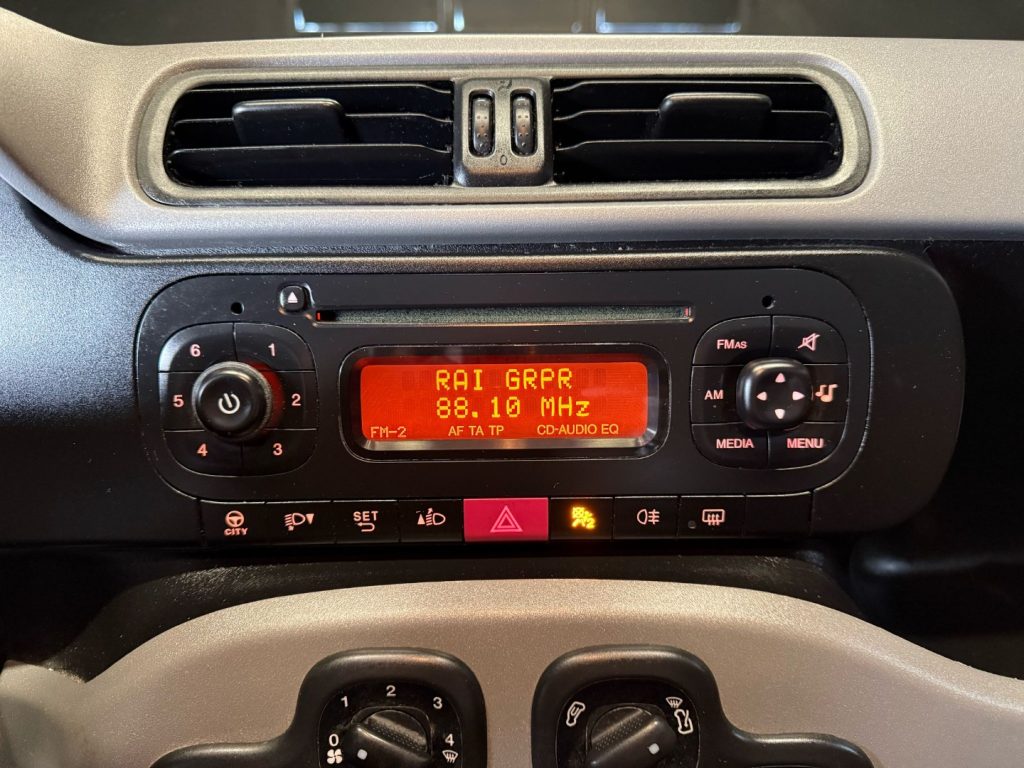 6 1
5 2
4 3
RAI GRPR
88.10 MHz
FM-2 AF TA TP CD-AUDIO EQ
FMAS
AM
MEDIA MENU
CITY
SET
0
1 2 3
0 4